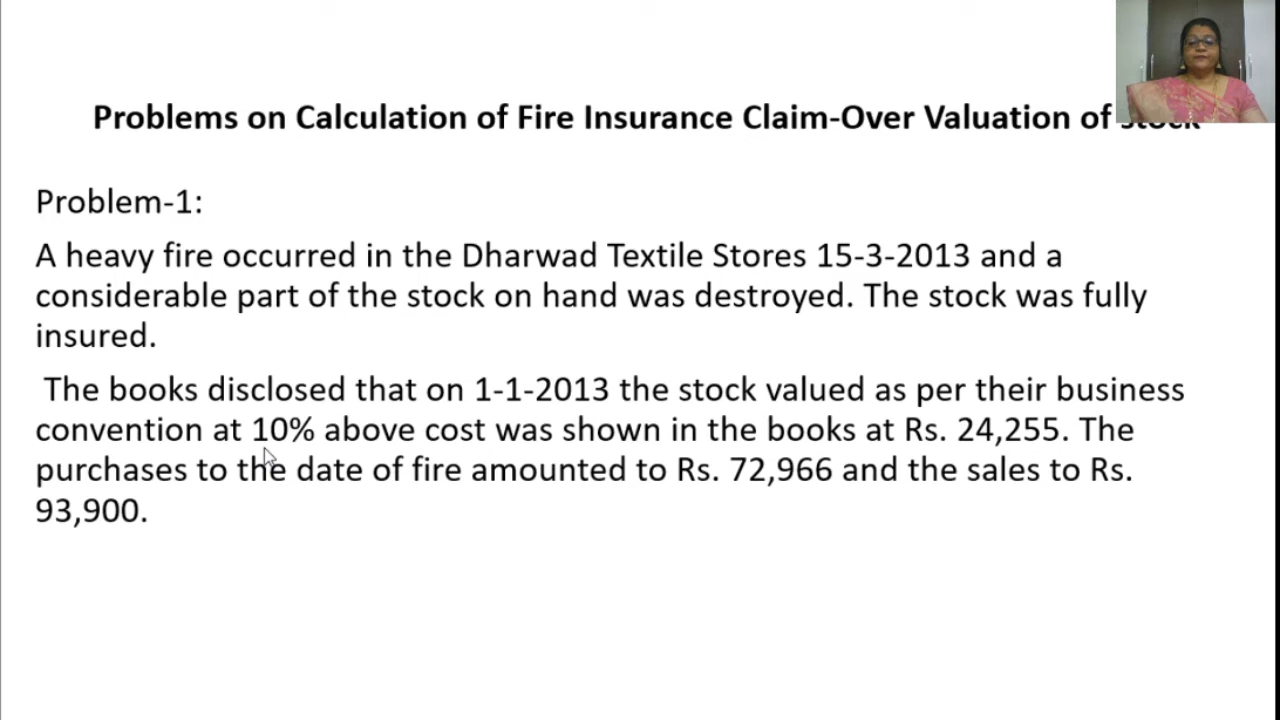 Problems on Calculation of Fire Insurance Claim-Over Valuation of
Problem-1:
A heavy fire occurred in the Dharwad Textile Stores 15-3-2013 and a
considerable part of the stock on hand was destroyed. The stock was fully
insured.
The books disclosed that on 1-1-2013 the stock valued as per their business
convention at 10% above cost was shown in the books at Rs. 24,255. The
purchases to the date of fire amounted to Rs. 72,966 and the sales to Rs.
93,900.